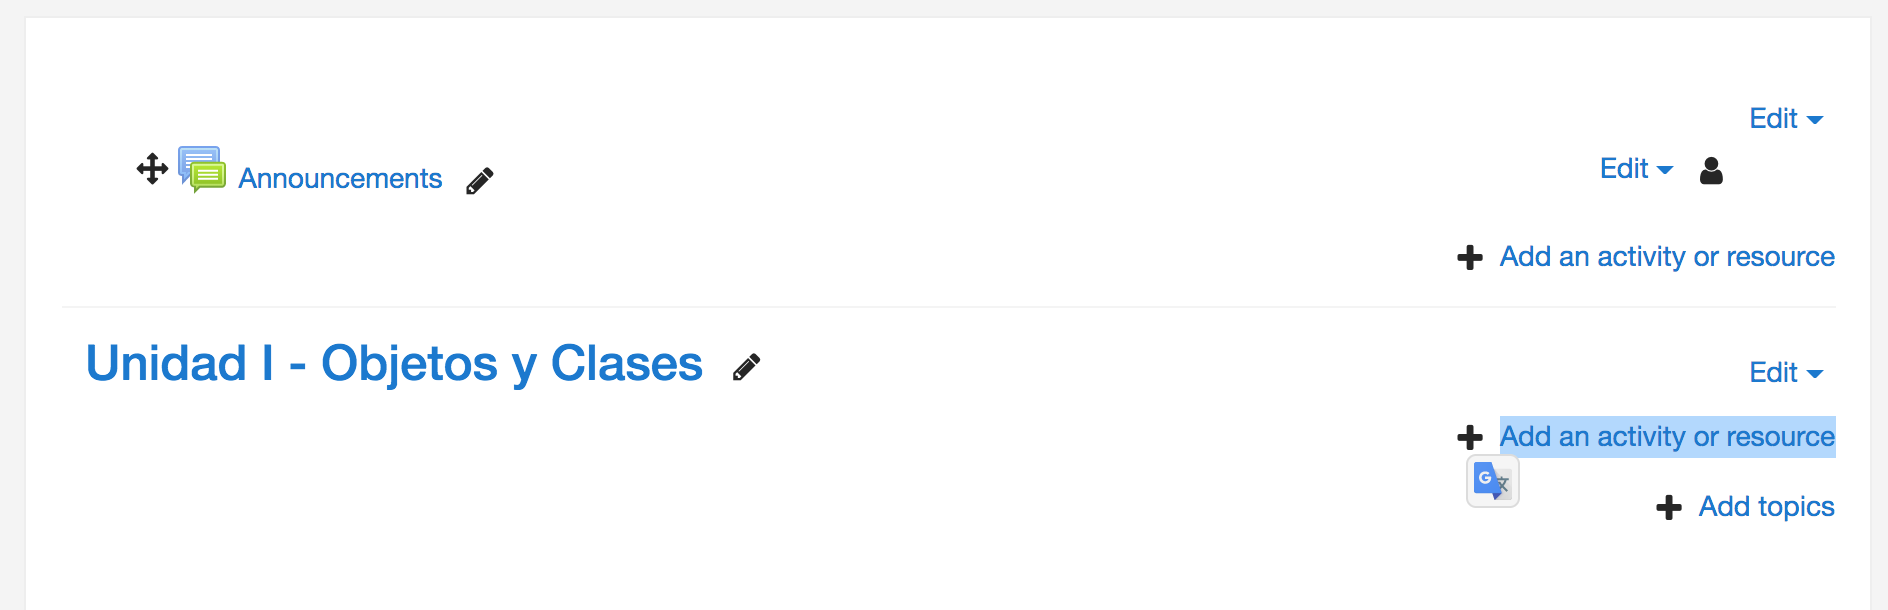 Edit
Announcements
Edit
Add an activity or resource
Unidad I - Objetos y Clases
Edit
Add an activity or resource
G 文
Add topics